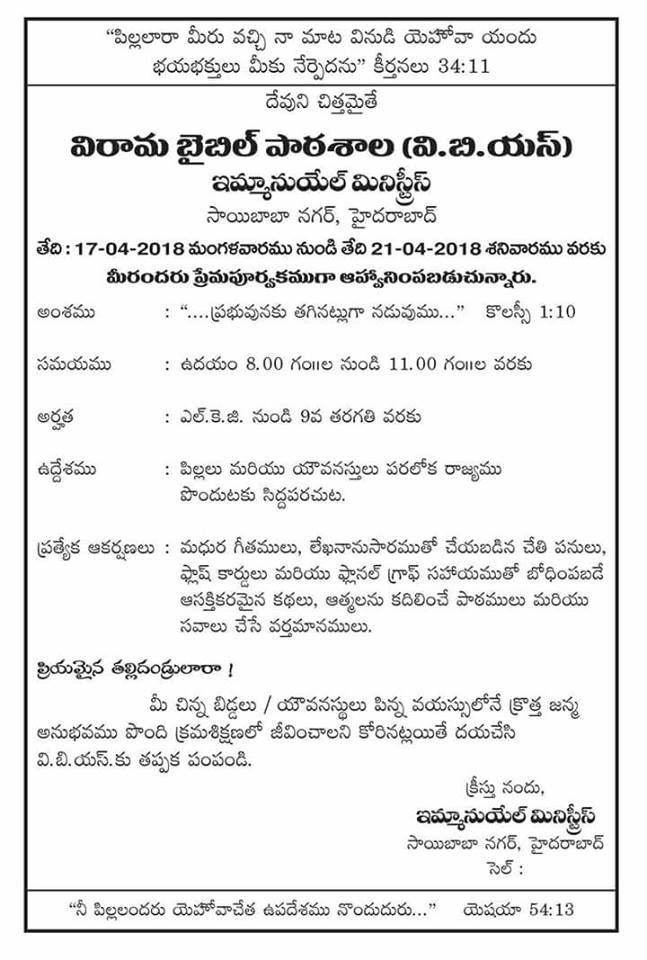 “పిల్లలారా మీరు వచ్చి నా మాట వినుడి యెహోవా యందు
భయభక్తులు మీకు నేర్పెదను” కీర్తనలు 34:11
దేవుని చిత్తమైతే
విరామ బైబిల్ పాఠశాల (వి.బి.యస్)
ఇమ్మానుయేల్ మినిస్ట్రీస్
సాయిబాబా నగర్, హైదరాబాద్
తేది : 17-04-2018 మంగళవారము నుండి తేది 21-04-2018 శనివారము వరకు
మీరందరు ప్రేమపూర్వకముగా ఆహ్వానింపబడుచున్నారు.
అంశము : “....ప్రభువునకు తగినట్లుగా నడువుము...” కొలస్సీ 1:10
సమయము : ఉదయం 8.00 గం॥ల నుండి 11.00 గం॥ల వరకు
అర్హత : ఎల్.కె.జి. నుండి 9వ తరగతి వరకు
ఉద్దేశము : పిల్లలు మరియు యౌవనస్తులు పరలోక రాజ్యము
పొందుటకు సిద్దపరచుట.
ప్రత్యేక ఆకర్షణలు : మధుర గీతములు, లేఖనానుసారముతో చేయబడిన చేతి పనులు,
ఫ్లాష్ కార్డులు మరియు ఫ్లానల్ గ్రాఫ్ సహాయముతో బోధింపబడే
ఆసక్తికరమైన కథలు, ఆత్మలను కదిలించే పాఠములు మరియు
సవాలు చేసే వర్తమానములు.
ప్రియమైన తల్లిదండ్రులారా !
మీ చిన్న బిడ్డలు / యౌవనస్థులు పిన్న వయస్సులోనే క్రొత్త జన్మ
అనుభవము పొంది క్రమశిక్షణలో జీవించాలని కోరినట్లయితే దయచేసి
వి.బి.యస్.కు తప్పక పంపండి.
క్రీస్తు నందు,
ఇమ్మానుయేల్ మినిస్ట్రీస్
సాయిబాబా నగర్, హైదరాబాద్
సెల్ :
“నీ పిల్లలందరు యెహోవాచేత ఉపదేశము నొందుదురు...” యెషయా 54:13